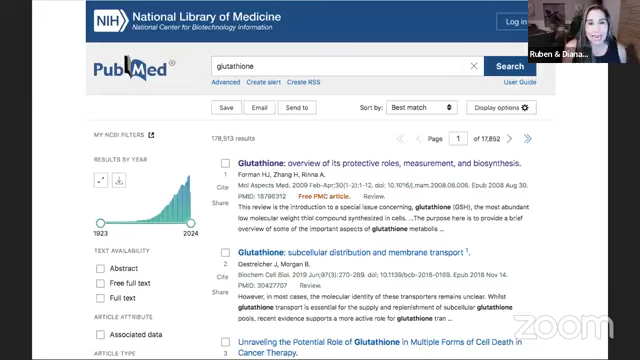 NIH National Library of Medicine
National Center for Biotechnology Information
Log in
Ruben & Diana...
PubMed®
glutathione
Search
Advanced Create alert Create RSS
User Guide
Save Email Send to
Sort by: Best match
Display options
MY NCBI FILTERS
178,513 results
Page 1 of 17,852
RESULTS BY YEAR
1923 2024
TEXT AVAILABILITY
Abstract
Free full text
Full text
ARTICLE ATTRIBUTE
Associated data
ARTICLE TYPE
1
Cite
Share
Glutathione: overview of its protective roles, measurement, and biosynthesis.
Forman HJ, Zhang H, Rinna A.
Mol Aspects Med. 2009 Feb-Apr;30(1-2):1-12. doi: 10.1016/j.mam.2008.08.006. Epub 2008 Aug 30.
PMID: 18796312 Free PMC article. Review.
This review is the introduction to a special issue concerning, glutathione (GSH), the most abundant
low molecular weight thiol compound synthesized in cells. ...The purpose here is to provide a brief
overview of some of the important aspects of glutathione metabolis ...
2
Cite
Share
Glutathione: subcellular distribution and membrane transport 1.
Oestreicher J, Morgan B.
Biochem Cell Biol. 2019 Jun;97(3):270-289. doi: 10.1139/bcb-2018-0189. Epub 2018 Nov 14.
PMID: 30427707 Review.
However, in most cases, the molecular identity of these transporters remains unclear. Whilst
glutathione transport is essential for the supply and replenishment of subcellular glutathione
pools, recent evidence supports a more active role for glutathione tran ...
3
Unraveling the Potential Role of Glutathione in Multiple Forms of Cell Death in
Cancer Therapy.
zoom